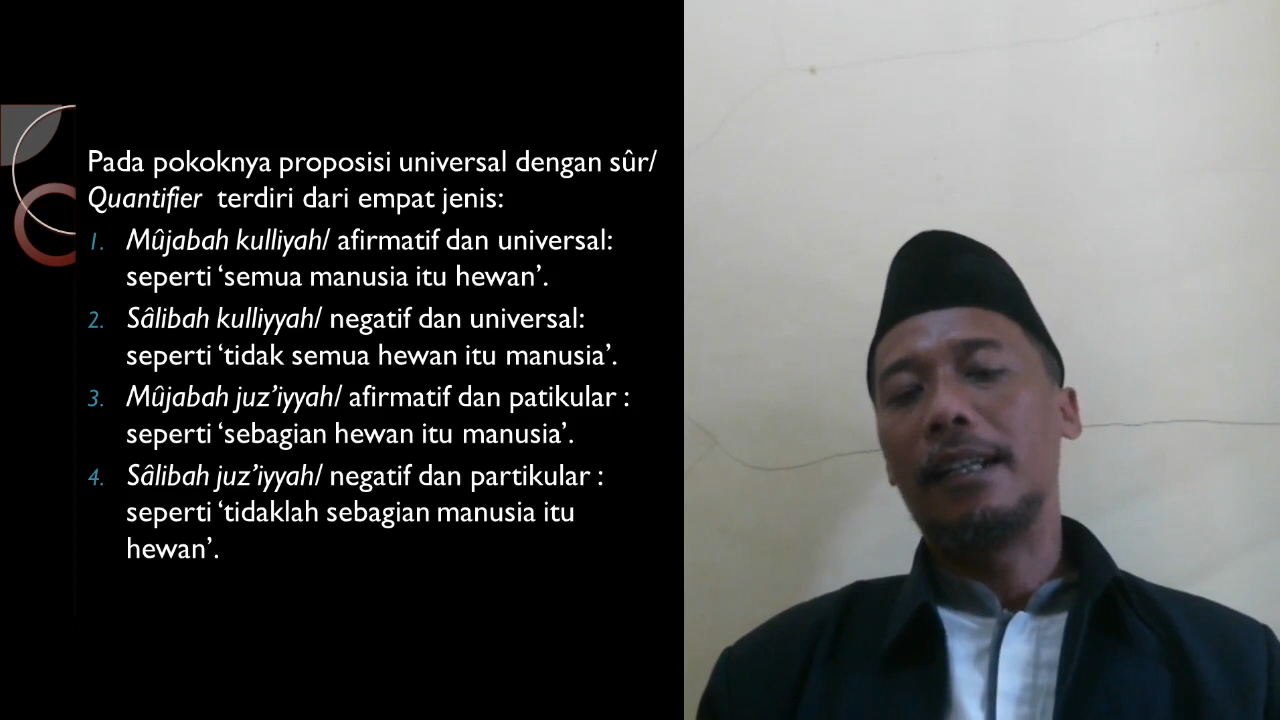 Pada pokoknya proposisi universal dengan sûr/
Quantifier terdiri dari empat jenis:
1. Mûjabah kulliyah/ afirmatif dan universal:
seperti ‘semua manusia itu hewan’.
2. Sâlibah kulliyyah/ negatif dan universal:
seperti ‘tidak semua hewan itu manusia’.
3. Mûjabah juz’iyyah/ afirmatif dan patikular :
seperti ‘sebagian hewan itu manusia’.
4. Sâlibah juz’iyyah/ negatif dan partikular :
seperti ‘tidaklah sebagian manusia itu
hewan’.